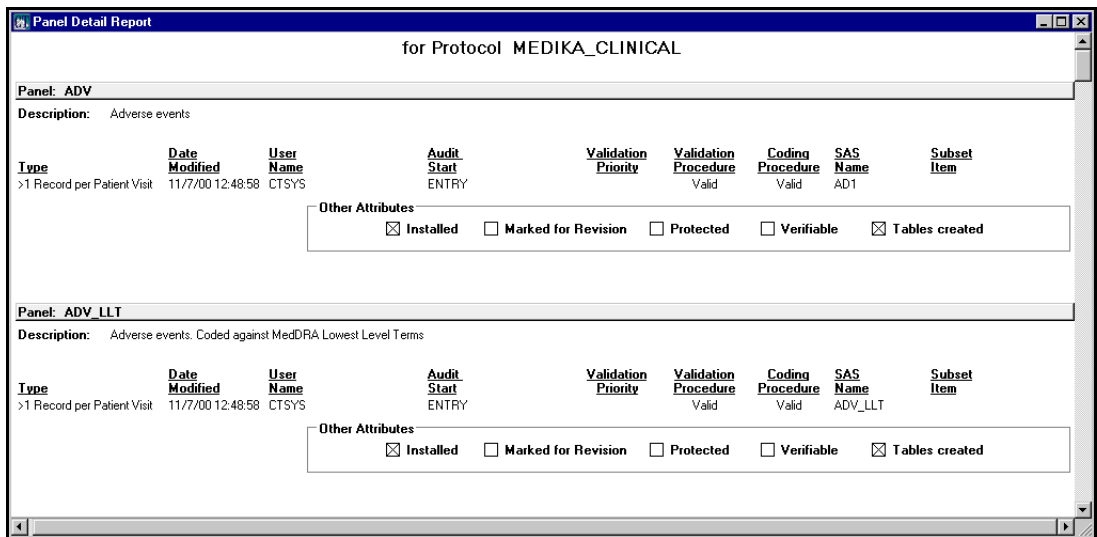 Panel Detail Report
for Protocol MEDIKA_CLINICAL
Panel: ADV
Description: Adverse events
Type Date Modified User Name Audit Start Validation Priority Validation Procedure Coding Procedure SAS Name Subset Item
>1 Record per Patient Visit 11/7/00 12:48:58 CTSYS ENTRY Valid Valid AD1
Other Attributes
Installed Marked for Revision Protected Verifiable Tables created
Panel: ADV_LLT
Description: Adverse events. Coded against MedDRA Lowest Level Terms
Type Date Modified User Name Audit Start Validation Priority Validation Procedure Coding Procedure SAS Name Subset Item
>1 Record per Patient Visit 11/7/00 12:48:58 CTSYS ENTRY Valid Valid ADV_LLT
Other Attributes
Installed Marked for Revision Protected Verifiable Tables created